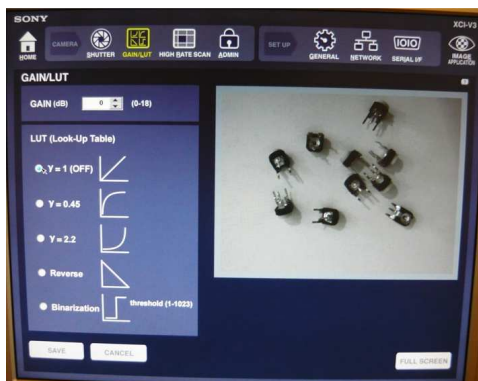 SONY
XCI-V3
HOME
CAMERA
SHUTTER
GAIN/LUT
HIGH RATE SCAN
ADMIN
SET UP
GENERAL
NETWORK
IOIO
SERIAL I/F
IMAGE
APPLICATION
GAIN/LUT
GAIN (dB) 0 (0-18)
LUT (Look-Up Table)
Y = 1 (OFF)
Y = 0.45
Y = 2.2
Reverse
Binarization threshold (1-1023)
SAVE CANCEL
FULL SCREEN